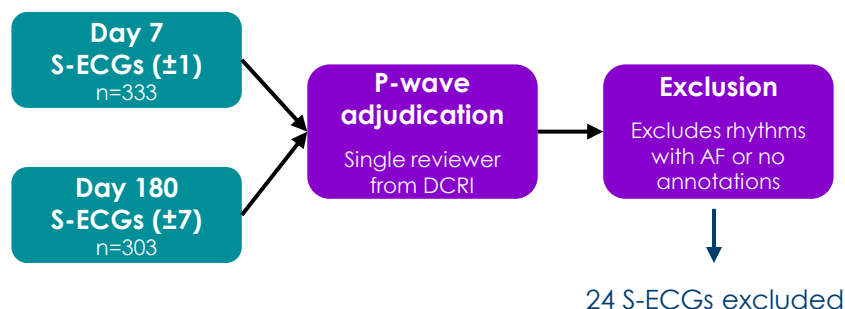 Day 7
S-ECGs (±1)
n=333
Day 180
S-ECGs (±7)
n=303
P-wave
adjudication
Single reviewer
from DCRI
Exclusion
Excludes rhythms
with AF or no
annotations
24 S-ECGs excluded